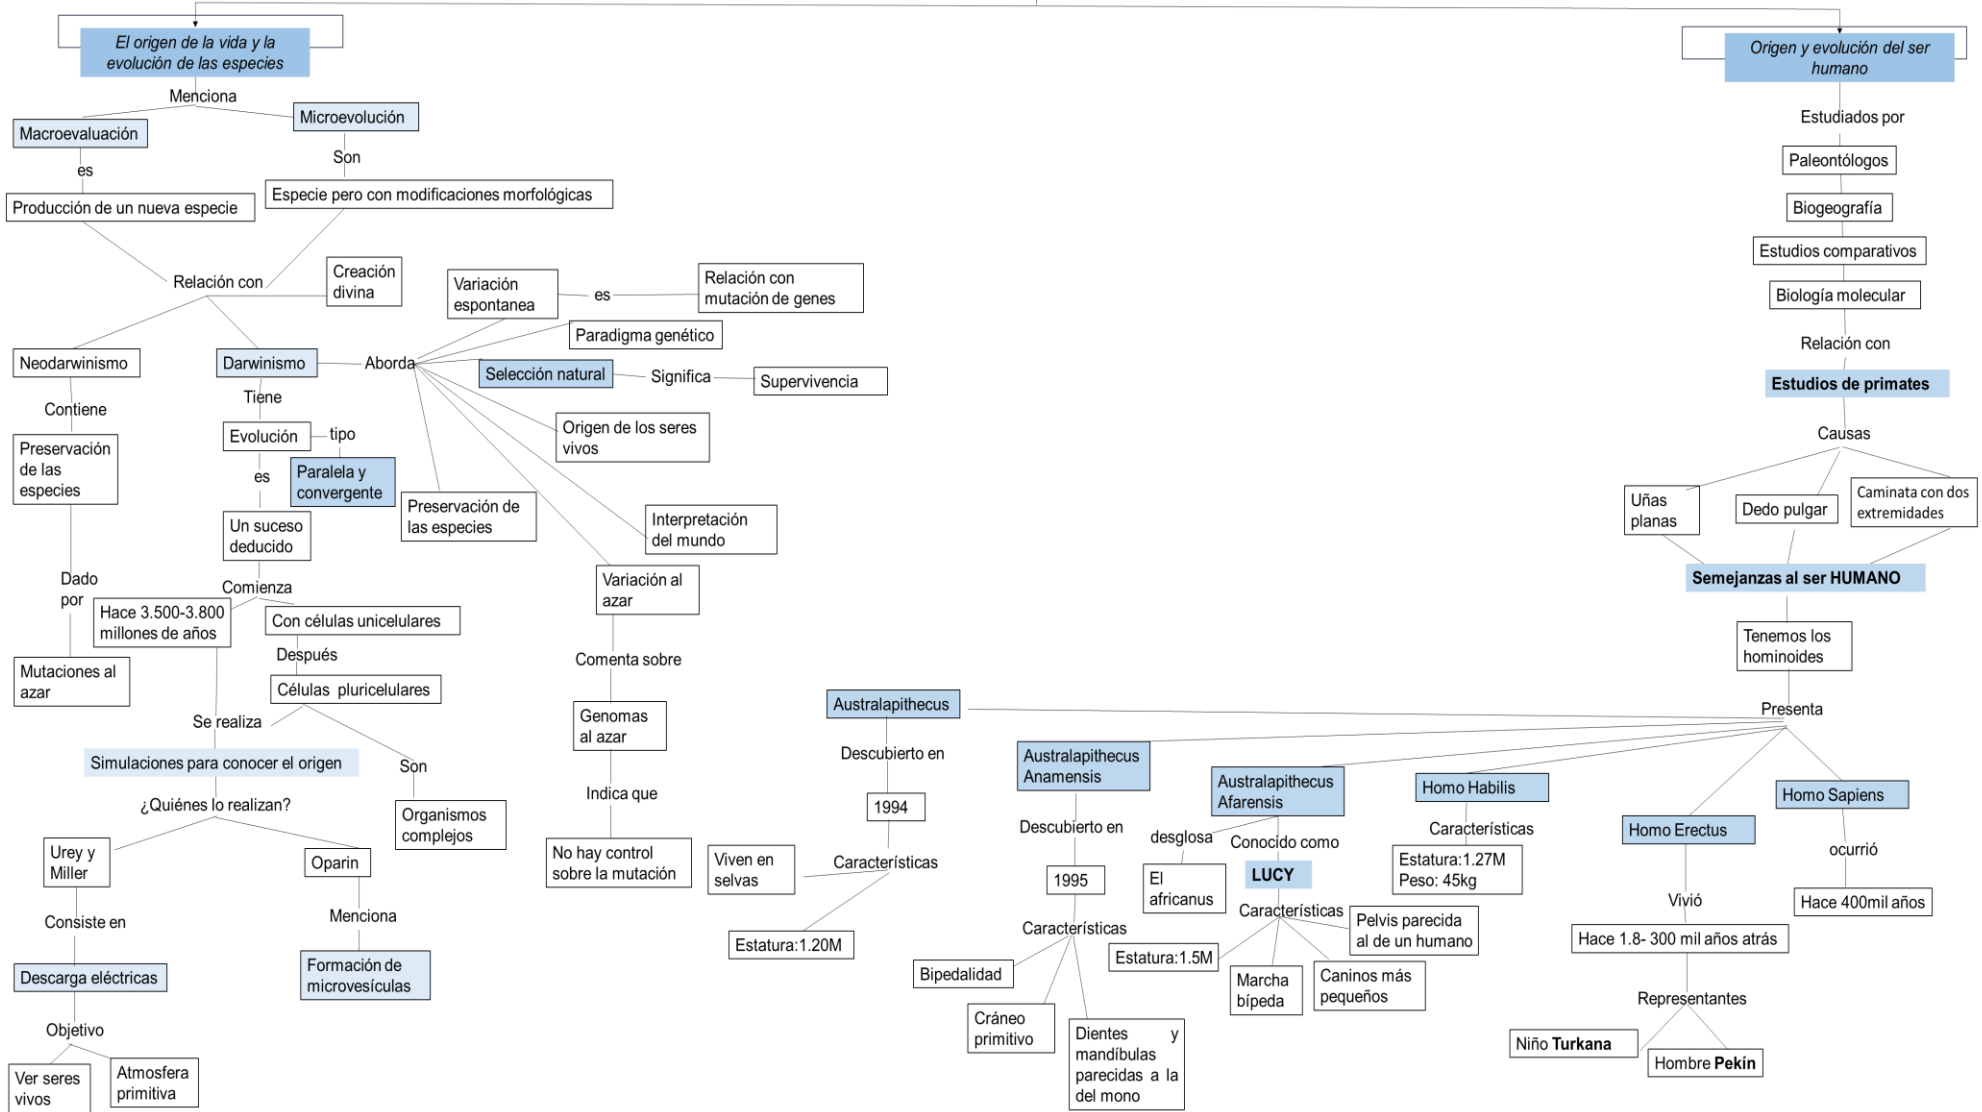 El origen de la vida y la
evolución de las especies
Menciona
Macroevaluación
es
Producción de un nueva especie
Microevolución
Son
Especie pero con modificaciones morfológicas
Relación con
Creación
divina
Neodarwinismo
Contiene
Preservación
de las
especies
Dado
por
Mutaciones al
azar
Darwinismo
Tiene
Evolución
tipo
Paralela y
convergente
es
Un suceso
deducido
Comienza
Hace 3.500-3.800
millones de años
Con células unicelulares
Después
Células pluricelulares
Se realiza
Simulaciones para conocer el origen
Son
Organismos
complejos
¿Quiénes lo realizan?
Urey y
Miller
Consiste en
Descarga eléctricas
Objetivo
Ver seres
vivos
Atmosfera
primitiva
Oparin
Menciona
Formación de
microvesículas
Aborda
Variación
espontanea
es
Relación con
mutación de genes
Paradigma genético
Selección natural
Significa
Supervivencia
Origen de los seres
vivos
Interpretación
del mundo
Preservación de
las especies
Variación al
azar
Comenta sobre
Genomas
al azar
Indica que
No hay control
sobre la mutación
Origen y evolución del ser
humano
Estudiados por
Paleontólogos
Biogeografía
Estudios comparativos
Biología molecular
Relación con
Estudios de primates
Causas
Uñas
planas
Dedo pulgar
Caminata con dos
extremidades
Semejanzas al ser HUMANO
Tenemos los
hominoides
Presenta
Australapithecus
Descubierto en
1994
Características
Viven en
selvas
Estatura:1.20M
Australapithecus
Anamensis
Descubierto en
1995
Características
Bipedalidad
Cráneo
primitivo
Dientes y
mandíbulas
parecidas a la
del mono
Australapithecus
Afarensis
desglosa
El
africanus
Conocido como
LUCY
Características
Estatura:1.5M
Marcha
bípeda
Caninos más
pequeños
Pelvis parecida
al de un humano
Homo Habilis
Características
Estatura:1.27M
Peso: 45kg
Homo Erectus
Vivió
Hace 1.8- 300 mil años atrás
Representantes
Niño Turkana
Hombre Pekín
Homo Sapiens
ocurrió
Hace 400mil años